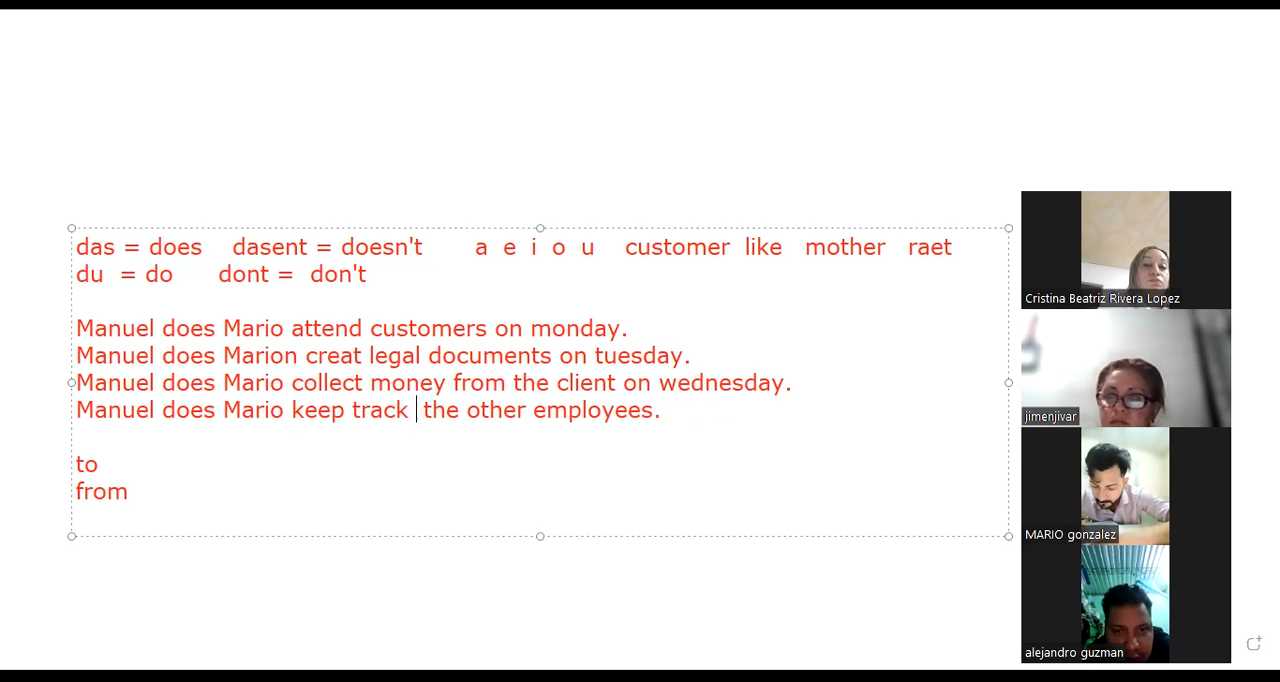 das = does dasent = doesn't a e i o u customer like mother raet
du = do dont = don't
Manuel does Mario attend customers on monday.
Manuel does Marion creat legal documents on tuesday.
Manuel does Mario collect money from the client on wednesday.
Manuel does Mario keep track the other employees.
to
from
Cristina Beatriz Rivera Lopez
jimenjivar
MARIO gonzalez
alejandro guzman